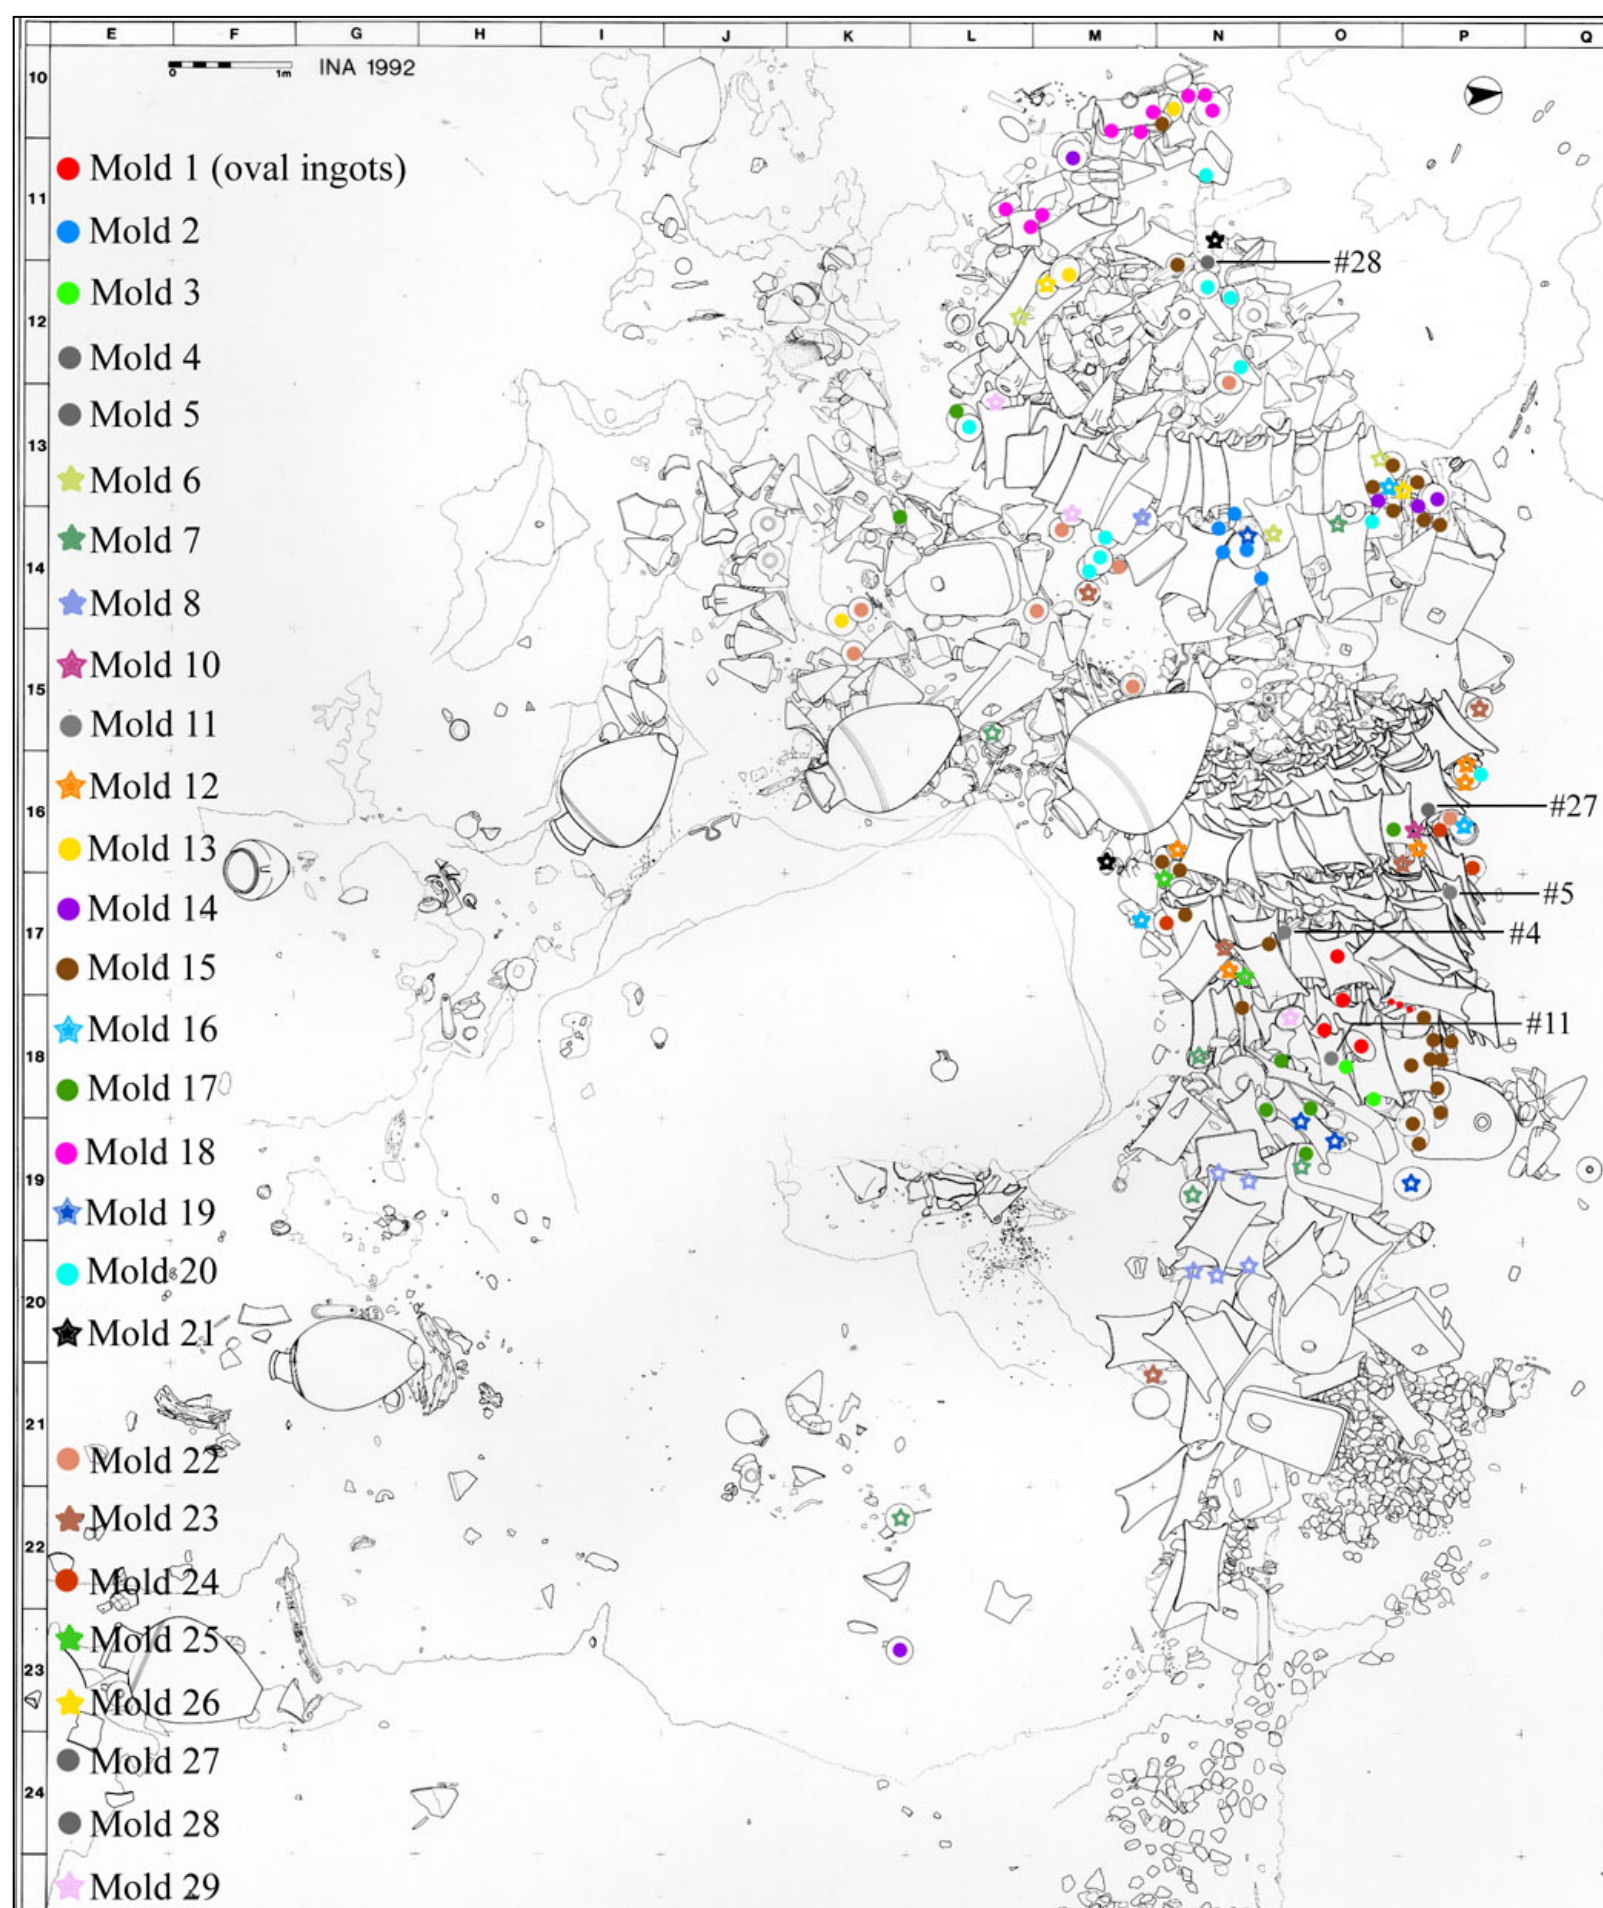 E F G H I J K L M N O P Q
0 1m INA 1992
10
Mold 1 (oval ingots)
11
Mold 2
#28
Mold 3
12
Mold 4
Mold 5
13
Mold 6
Mold 7
14
Mold 8
Mold 10
15
Mold 11
Mold 12
#27
16
Mold 13
#5
Mold 14
17
#4
Mold 15
#11
Mold 16
18
Mold 17
Mold 18
19
Mold 19
Mold 20
20
Mold 21
21
Mold 22
Mold 23
22
Mold 24
Mold 25
23
Mold 26
Mold 27
24
Mold 28
Mold 29